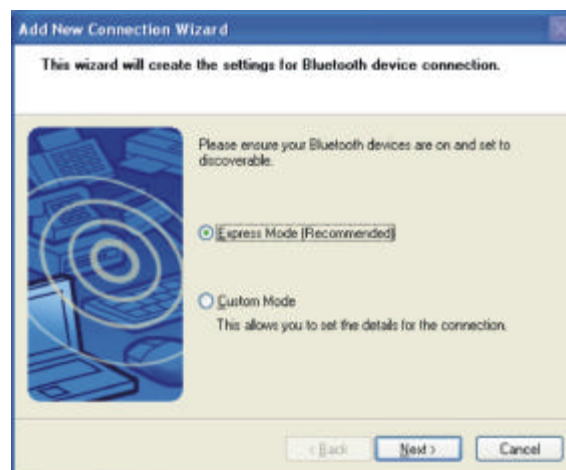 Add New Connection Wizard
This wizard will create the settings for Bluetooth device connection.
Please ensure your Bluetooth devices are on and set to
discoverable.
Express Mode (Recommended)
Custom Mode
This allows you to set the details for the connection.
< Back
Next >
Cancel